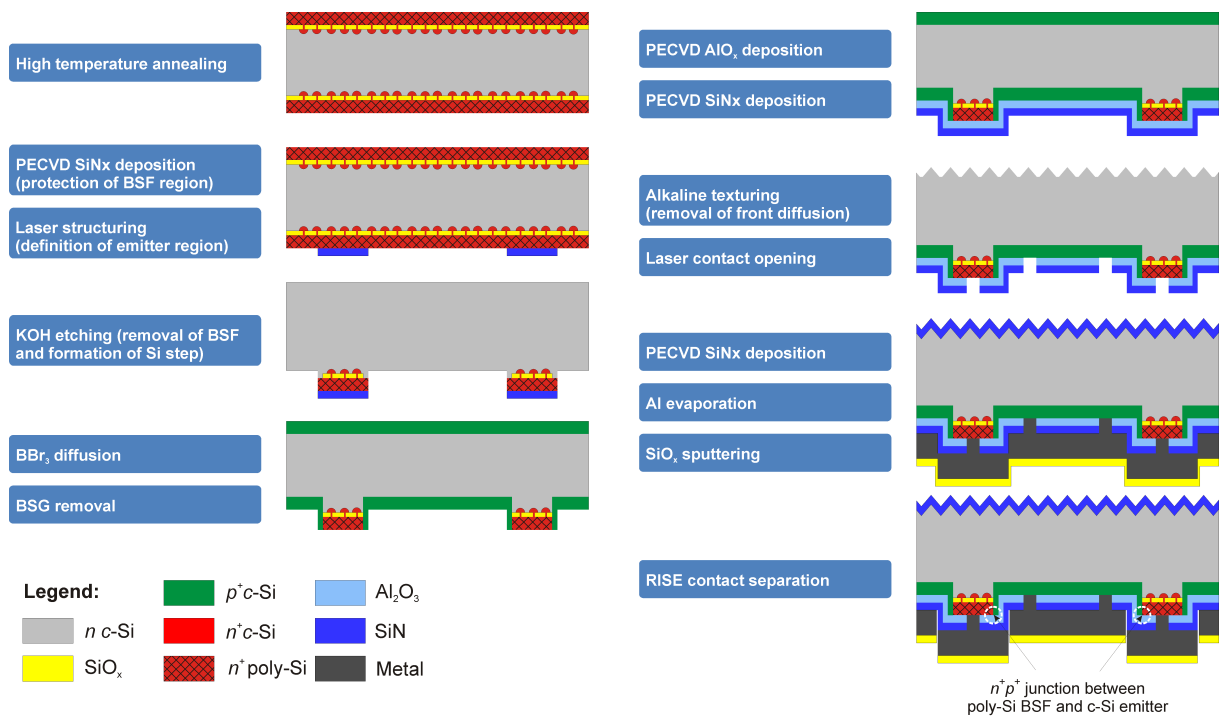 High temperature annealing
PECVD SiNx deposition
(protection of BSF region)
Laser structuring
(definition of emitter region)
KOH etching (removal of BSF
and formation of Si step)
BBr₃ diffusion
BSG removal
Legend:
n c-Si
SiOₓ
p⁺c-Si
n⁺c-Si
n⁺poly-Si
Al₂O₃
SiN
Metal
PECVD AlOₓ deposition
PECVD SiNx deposition
Alkaline texturing
(removal of front diffusion)
Laser contact opening
PECVD SiNx deposition
Al evaporation
SiOₓ sputtering
RISE contact separation
n⁺p⁺ junction between
poly-Si BSF and c-Si emitter